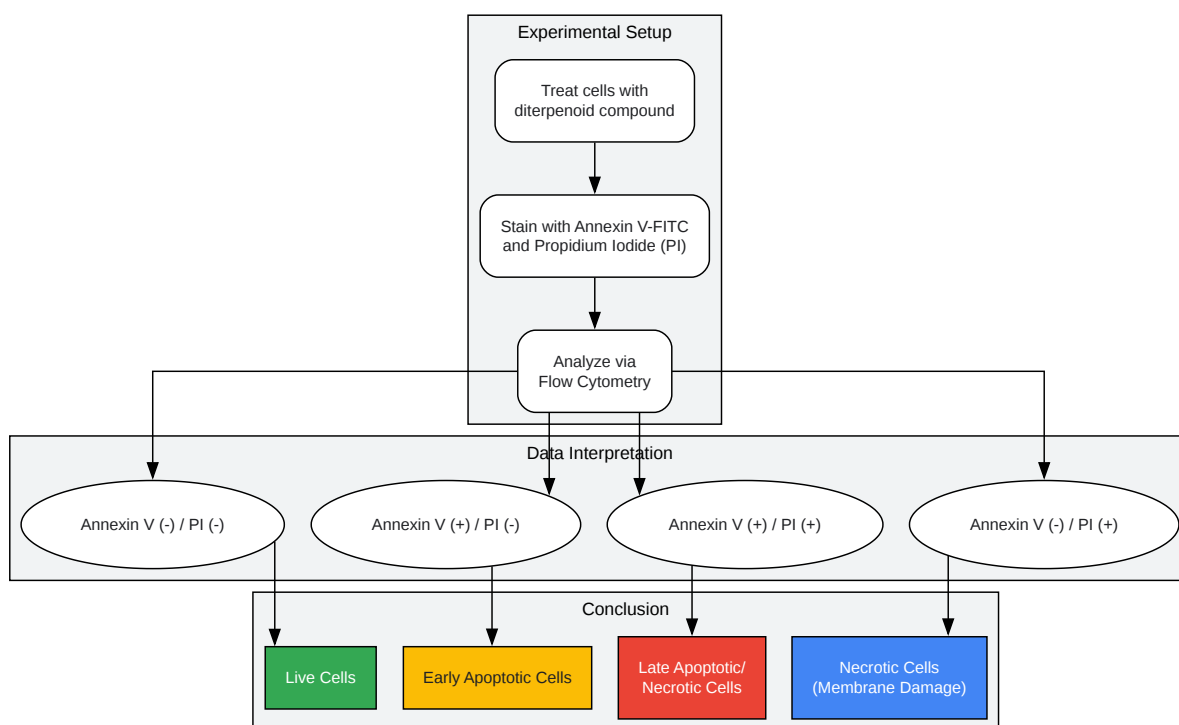 Experimental Setup
Treat cells with
diterpenoid compound
Stain with Annexin V-FITC
and Propidium Iodide (PI)
Analyze via
Flow Cytometry
Data Interpretation
Annexin V (-) / PI (-)
Annexin V (+) / PI (-)
Annexin V (+) / PI (+)
Annexin V (-) / PI (+)
Conclusion
Live Cells
Early Apoptotic Cells
Late Apoptotic/
Necrotic Cells
Necrotic Cells
(Membrane Damage)